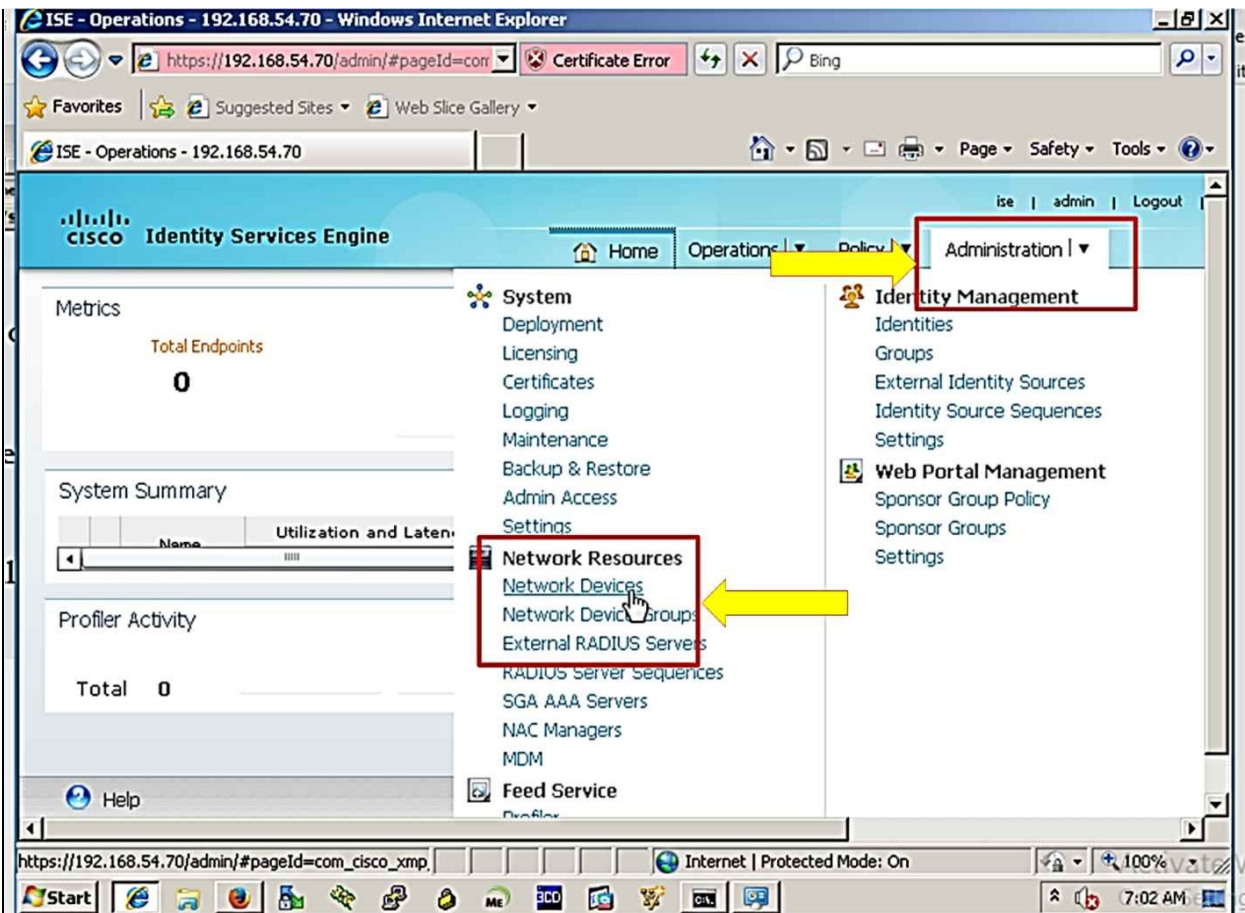 ISE - Operations - 192.168.54.70 - Windows Internet Explorer
https://192.168.54.70/admin/#pageId=com
Certificate Error
Bing
Favorites
Suggested Sites
Web Slice Gallery
ISE - Operations - 192.168.54.70
Page
Safety
Tools
ise | admin | Logout
CISCO Identity Services Engine
Home
Operations
Policy
Administration
Metrics
Total Endpoints
0
System Summary
Name
Utilization and Laten
Profiler Activity
Total 0
Help
System
Deployment
Licensing
Certificates
Logging
Maintenance
Backup & Restore
Admin Access
Settings
Network Resources
Network Devices
Network Device Groups
External RADIUS Servers
RADIUS Server Sequences
SGA AAA Servers
NAC Managers
MDM
Feed Service
Profiler
Identity Management
Identities
Groups
External Identity Sources
Identity Source Sequences
Settings
Web Portal Management
Sponsor Group Policy
Sponsor Groups
Settings
https://192.168.54.70/admin/#pageId=com_cisco_xmp_
Internet | Protected Mode: On
100%
Start
7:02 AM